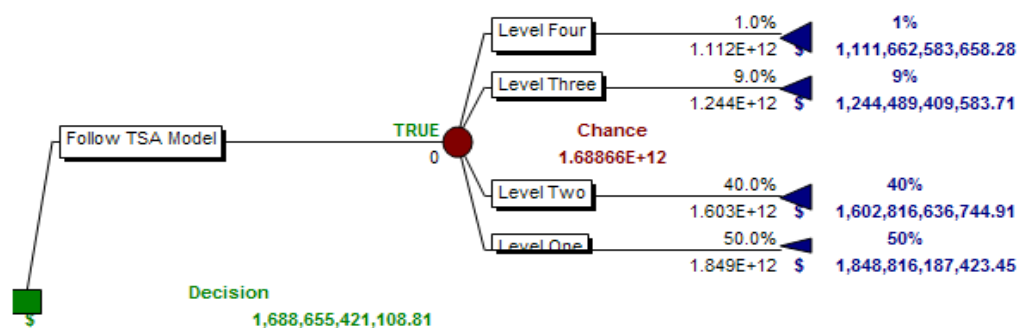 Level Four 1.0% 1%
1.112E+12 $ 1,111,662,583,658.28
Level Three 9.0% 9%
1.244E+12 $ 1,244,489,409,583.71
Follow TSA Model TRUE Chance
0 1.68866E+12
Level Two 40.0% 40%
1.603E+12 $ 1,602,816,636,744.91
Level One 50.0% 50%
1.849E+12 $ 1,848,816,187,423.45
Decision
$ 1,688,655,421,108.81